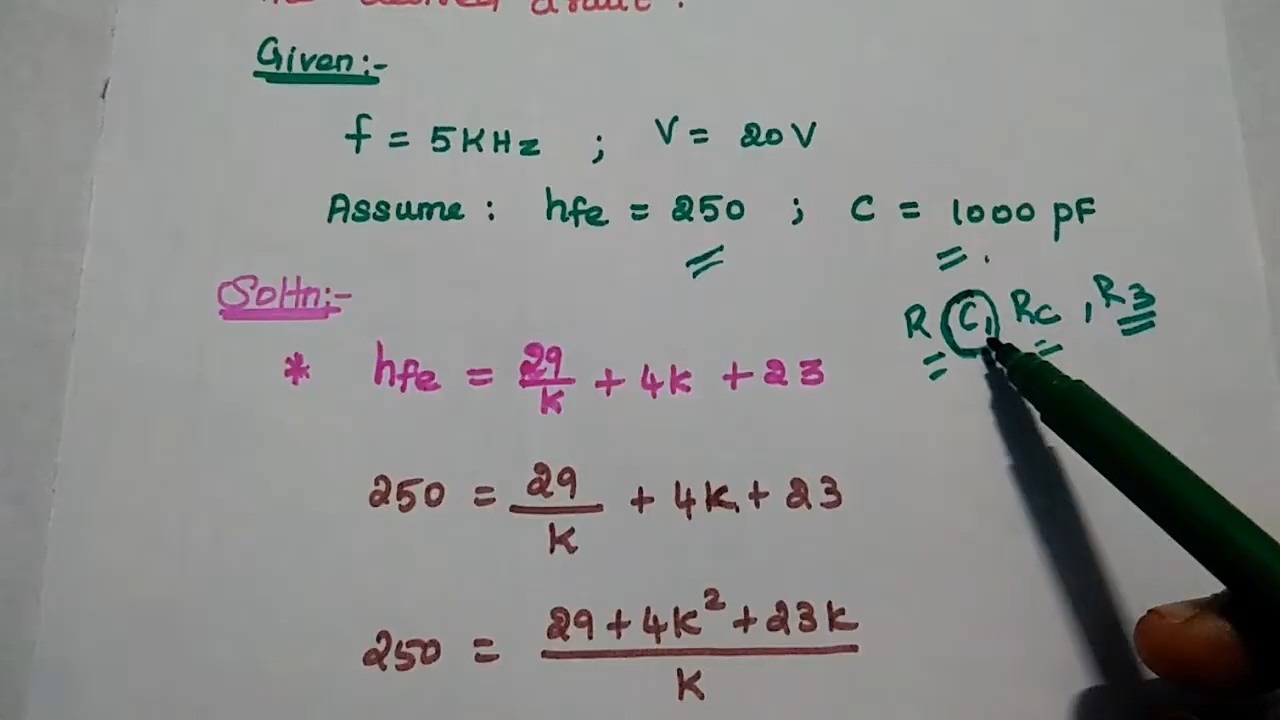 Given:-
f = 5KHz ; V = 20V
Assume : hfe = 250 ; C = 1000 pF
R C, Rc , R3
Soltn:-
* hfe = 29/k + 4k + 23
250 = 29/k + 4k + 23
250 = 29+4k²+23k/k